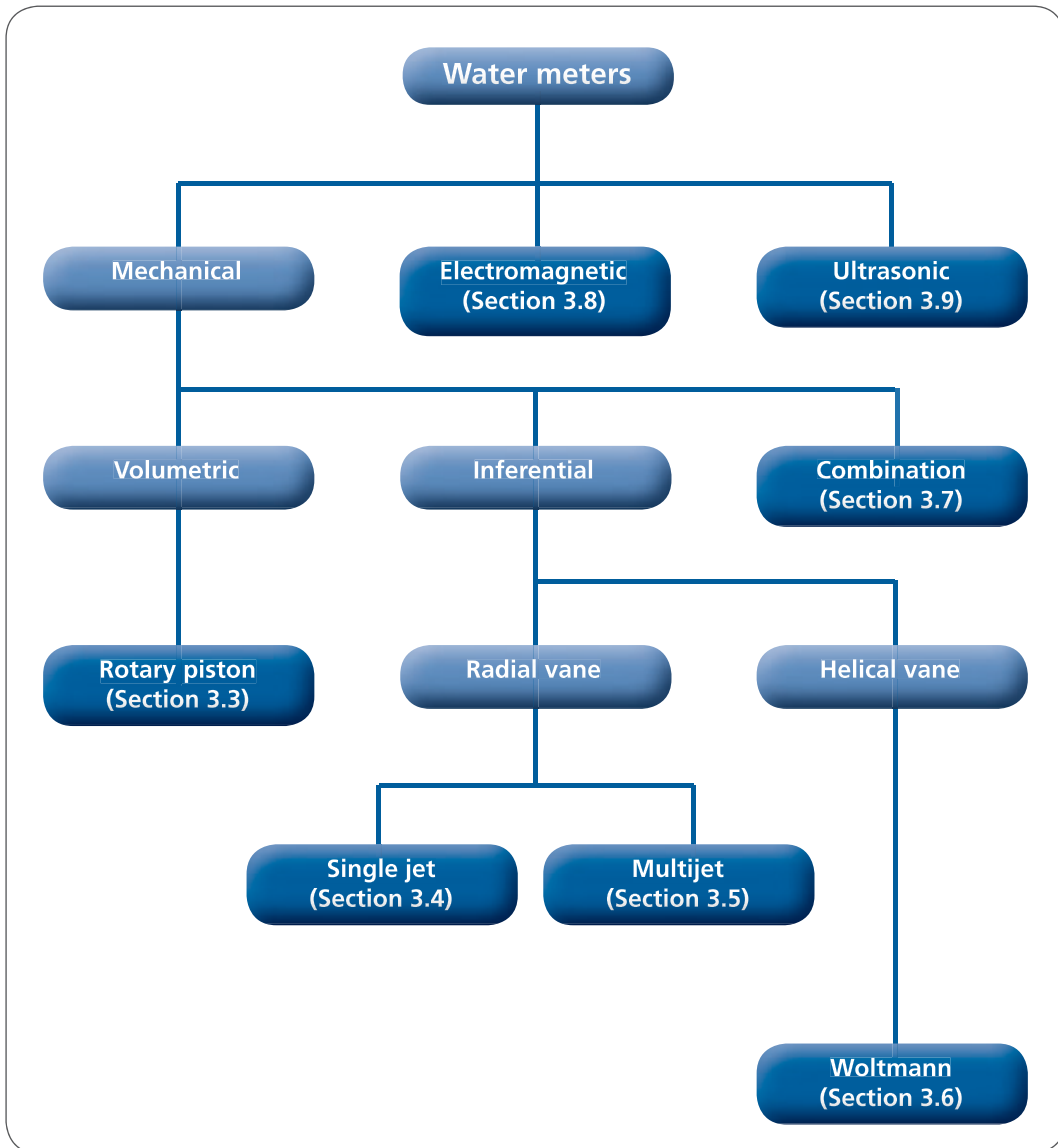 Water meters
Mechanical
Electromagnetic
(Section 3.8)
Ultrasonic
(Section 3.9)
Volumetric
Inferential
Combination
(Section 3.7)
Rotary piston
(Section 3.3)
Radial vane
Helical vane
Single jet
(Section 3.4)
Multijet
(Section 3.5)
Woltmann
(Section 3.6)